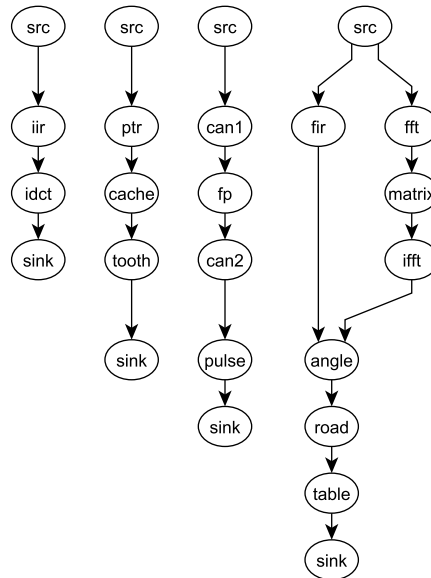 src
src
src
src
iir
ptr
can1
fir
fft
idct
cache
fp
matrix
sink
tooth
can2
ifft
sink
pulse
angle
sink
road
table
sink